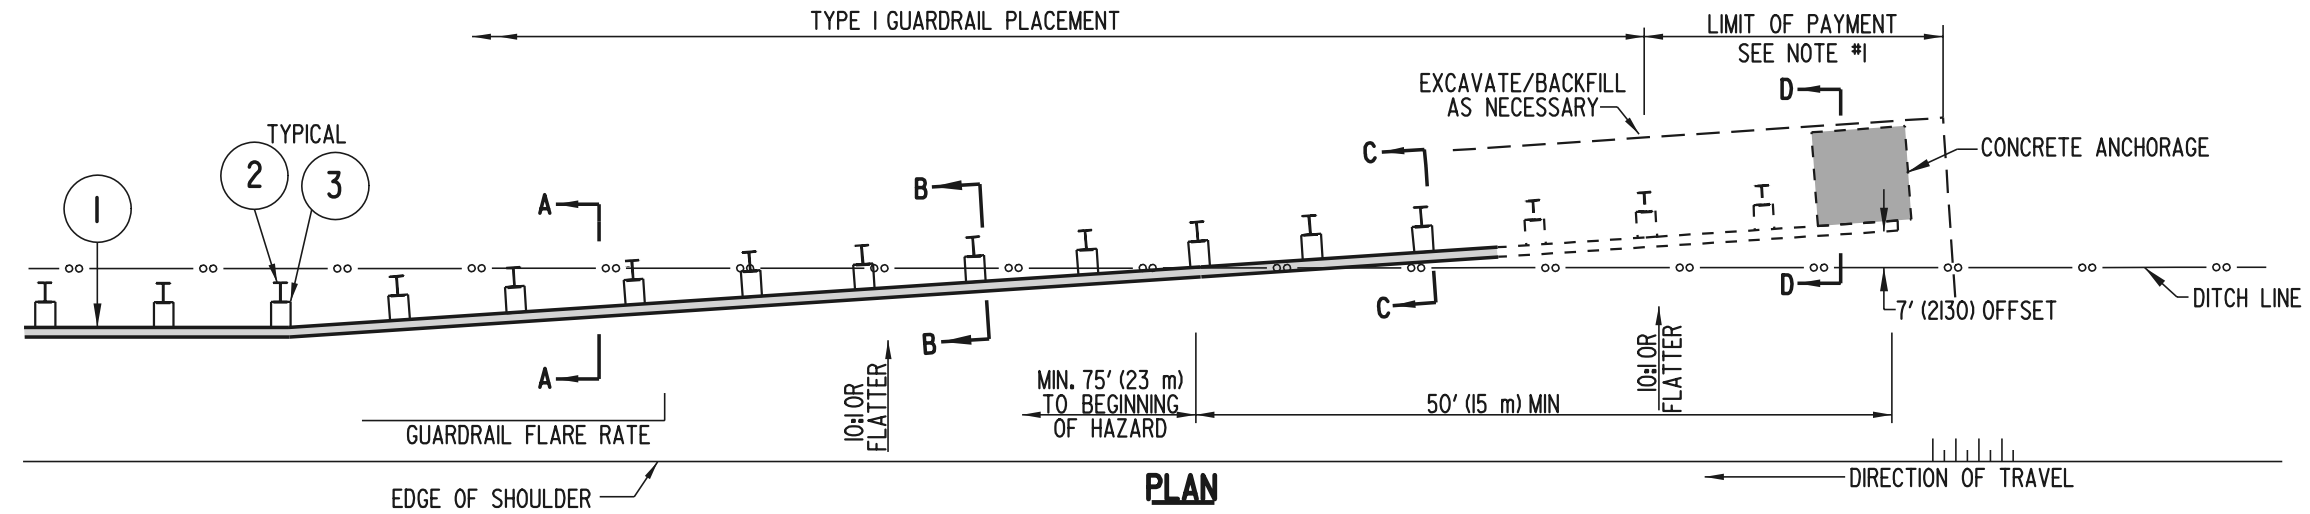 TYPE I GUARDRAIL PLACEMENT
LIMIT OF PAYMENT
SEE NOTE #1
EXCAVATE/BACKFILL
AS NECESSARY
D
CONCRETE ANCHORAGE
TYPICAL
1
2
3
A
B
C
D
C
7' (2130) OFFSET
DITCH LINE
A
B
10:1 OR
FLATTER
MIN. 75' (23 m)
TO BEGINNING
OF HAZARD
50' (15 m) MIN
10:1 OR
FLATTER
GUARDRAIL FLARE RATE
EDGE OF SHOULDER
PLAN
DIRECTION OF TRAVEL